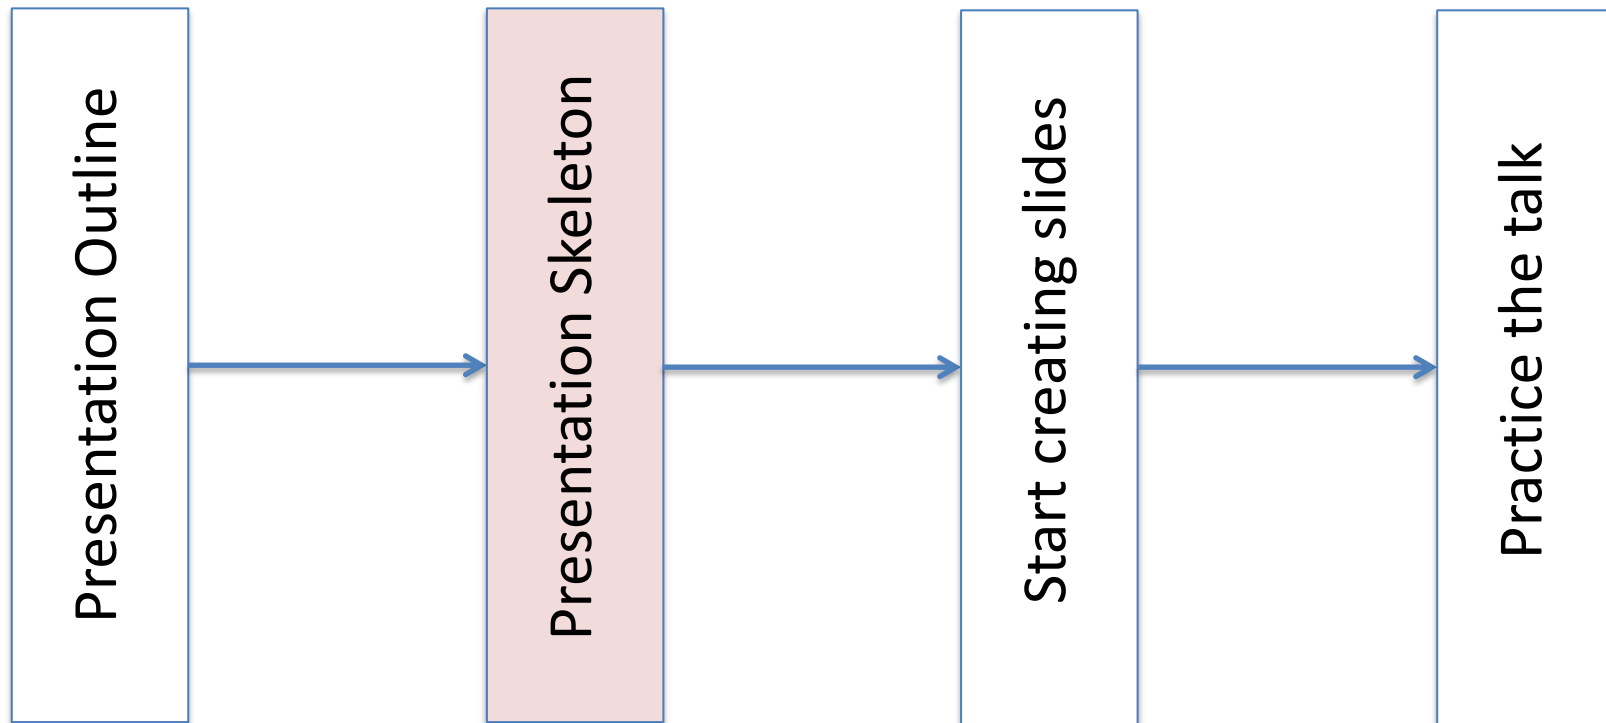 Presentation Outline
Presentation Skeleton
Start creating slides
Practice the talk